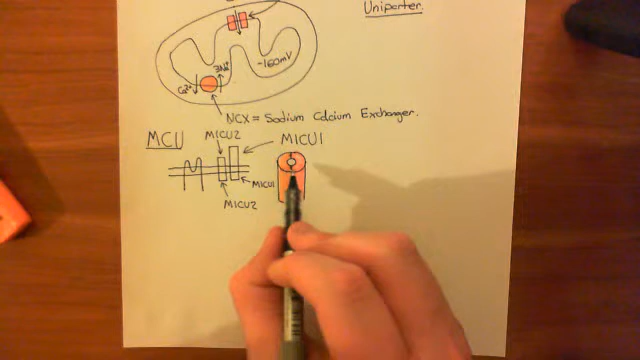 Uniporter.
-160mV
3Na⁺
Ca²⁺
NCX = Sodium Calcium Exchanger.
MCU
MICU2
MICU1
MICU1
MICU2